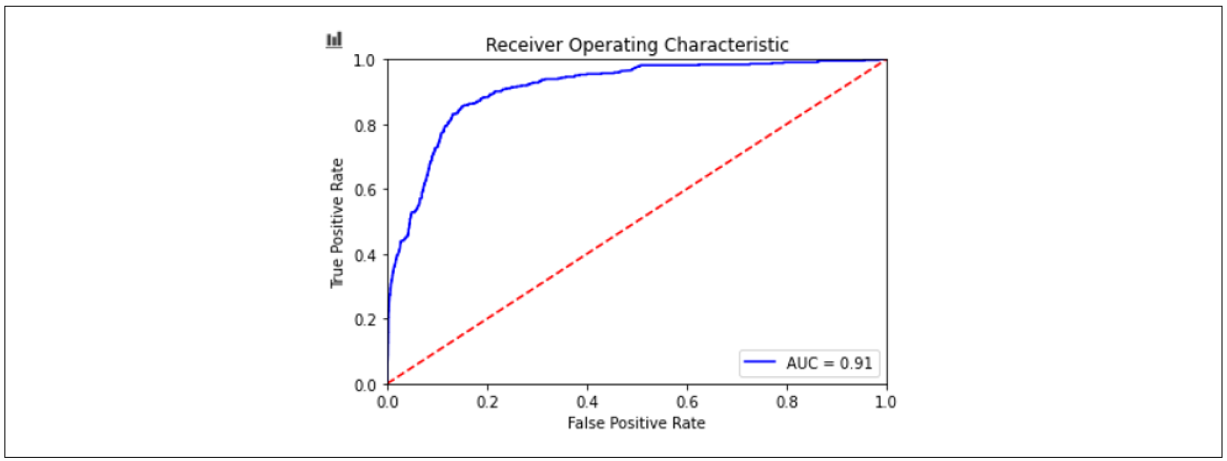 Receiver Operating Characteristic
1.0
0.8
0.6
0.4
0.2
0.0
True Positive Rate
AUC = 0.91
0.0 0.2 0.4 0.6 0.8 1.0
False Positive Rate